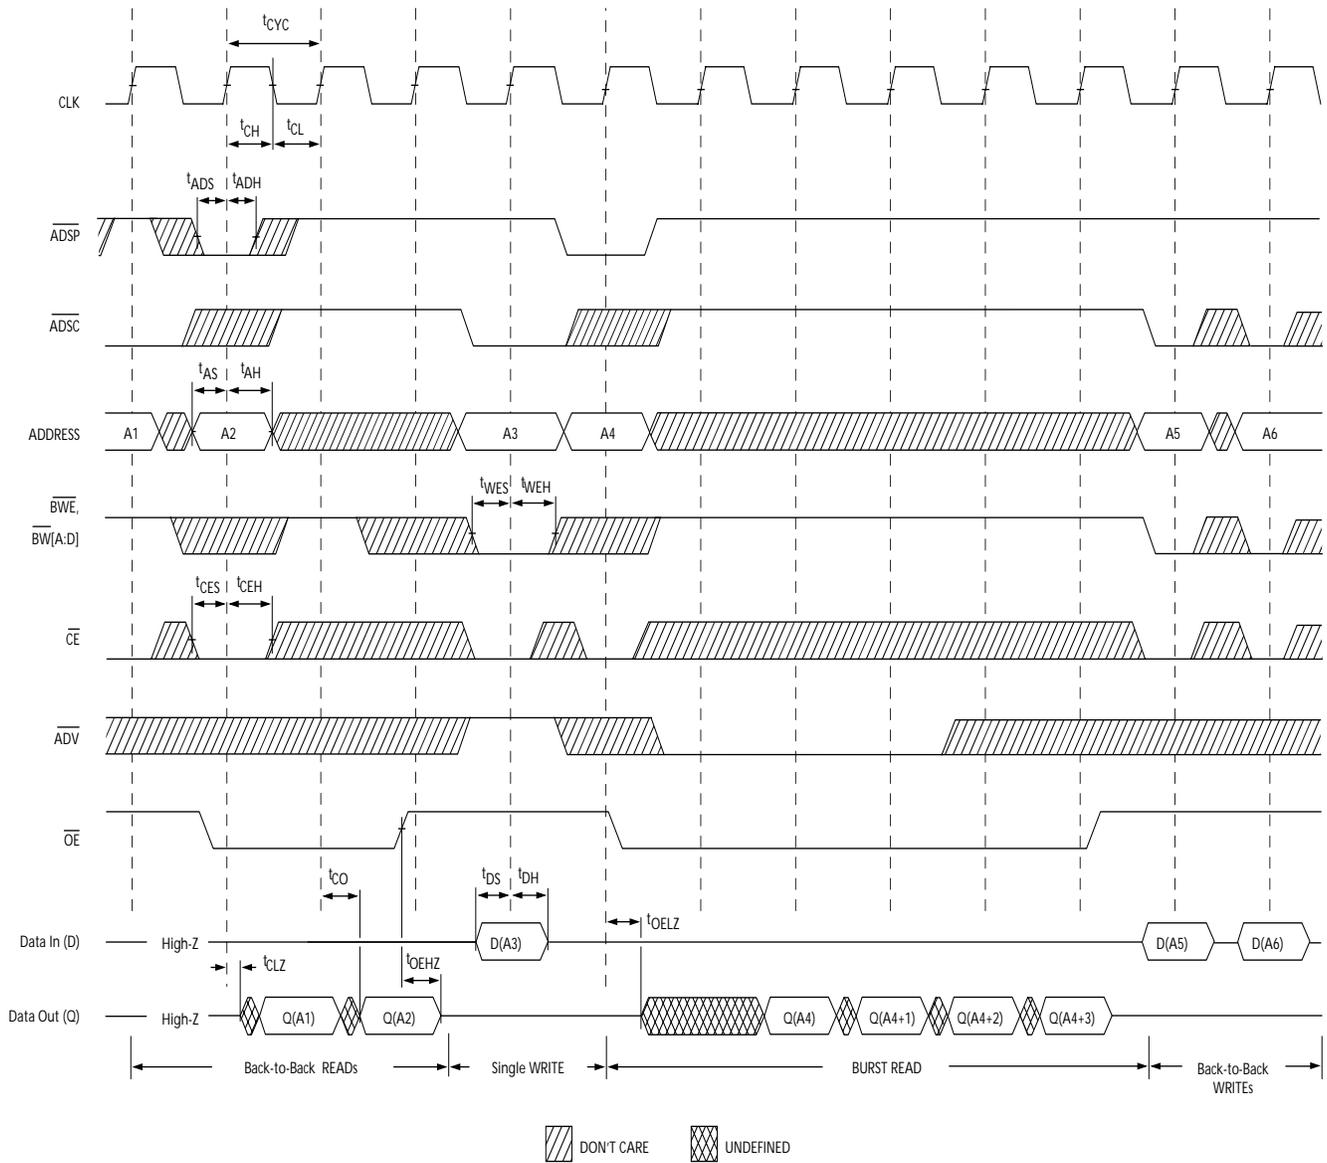 tCYC
CLK
tCH
tCL
tADS
tADH
ADSP
ADSC
tAS
tAH
ADDRESS
A1
A2
A3
A4
A5
A6
tWES
tWEH
BWE,
BW[A:D]
tCES
tCEH
CE
ADV
OE
tCO
tDS
tDH
tOELZ
Data In (D)
High-Z
D(A3)
D(A5)
D(A6)
tCLZ
tOEHZ
Data Out (Q)
High-Z
Q(A1)
Q(A2)
Q(A4)
Q(A4+1)
Q(A4+2)
Q(A4+3)
Back-to-Back READs
Single WRITE
BURST READ
Back-to-Back
WRITEs
DON'T CARE
UNDEFINED